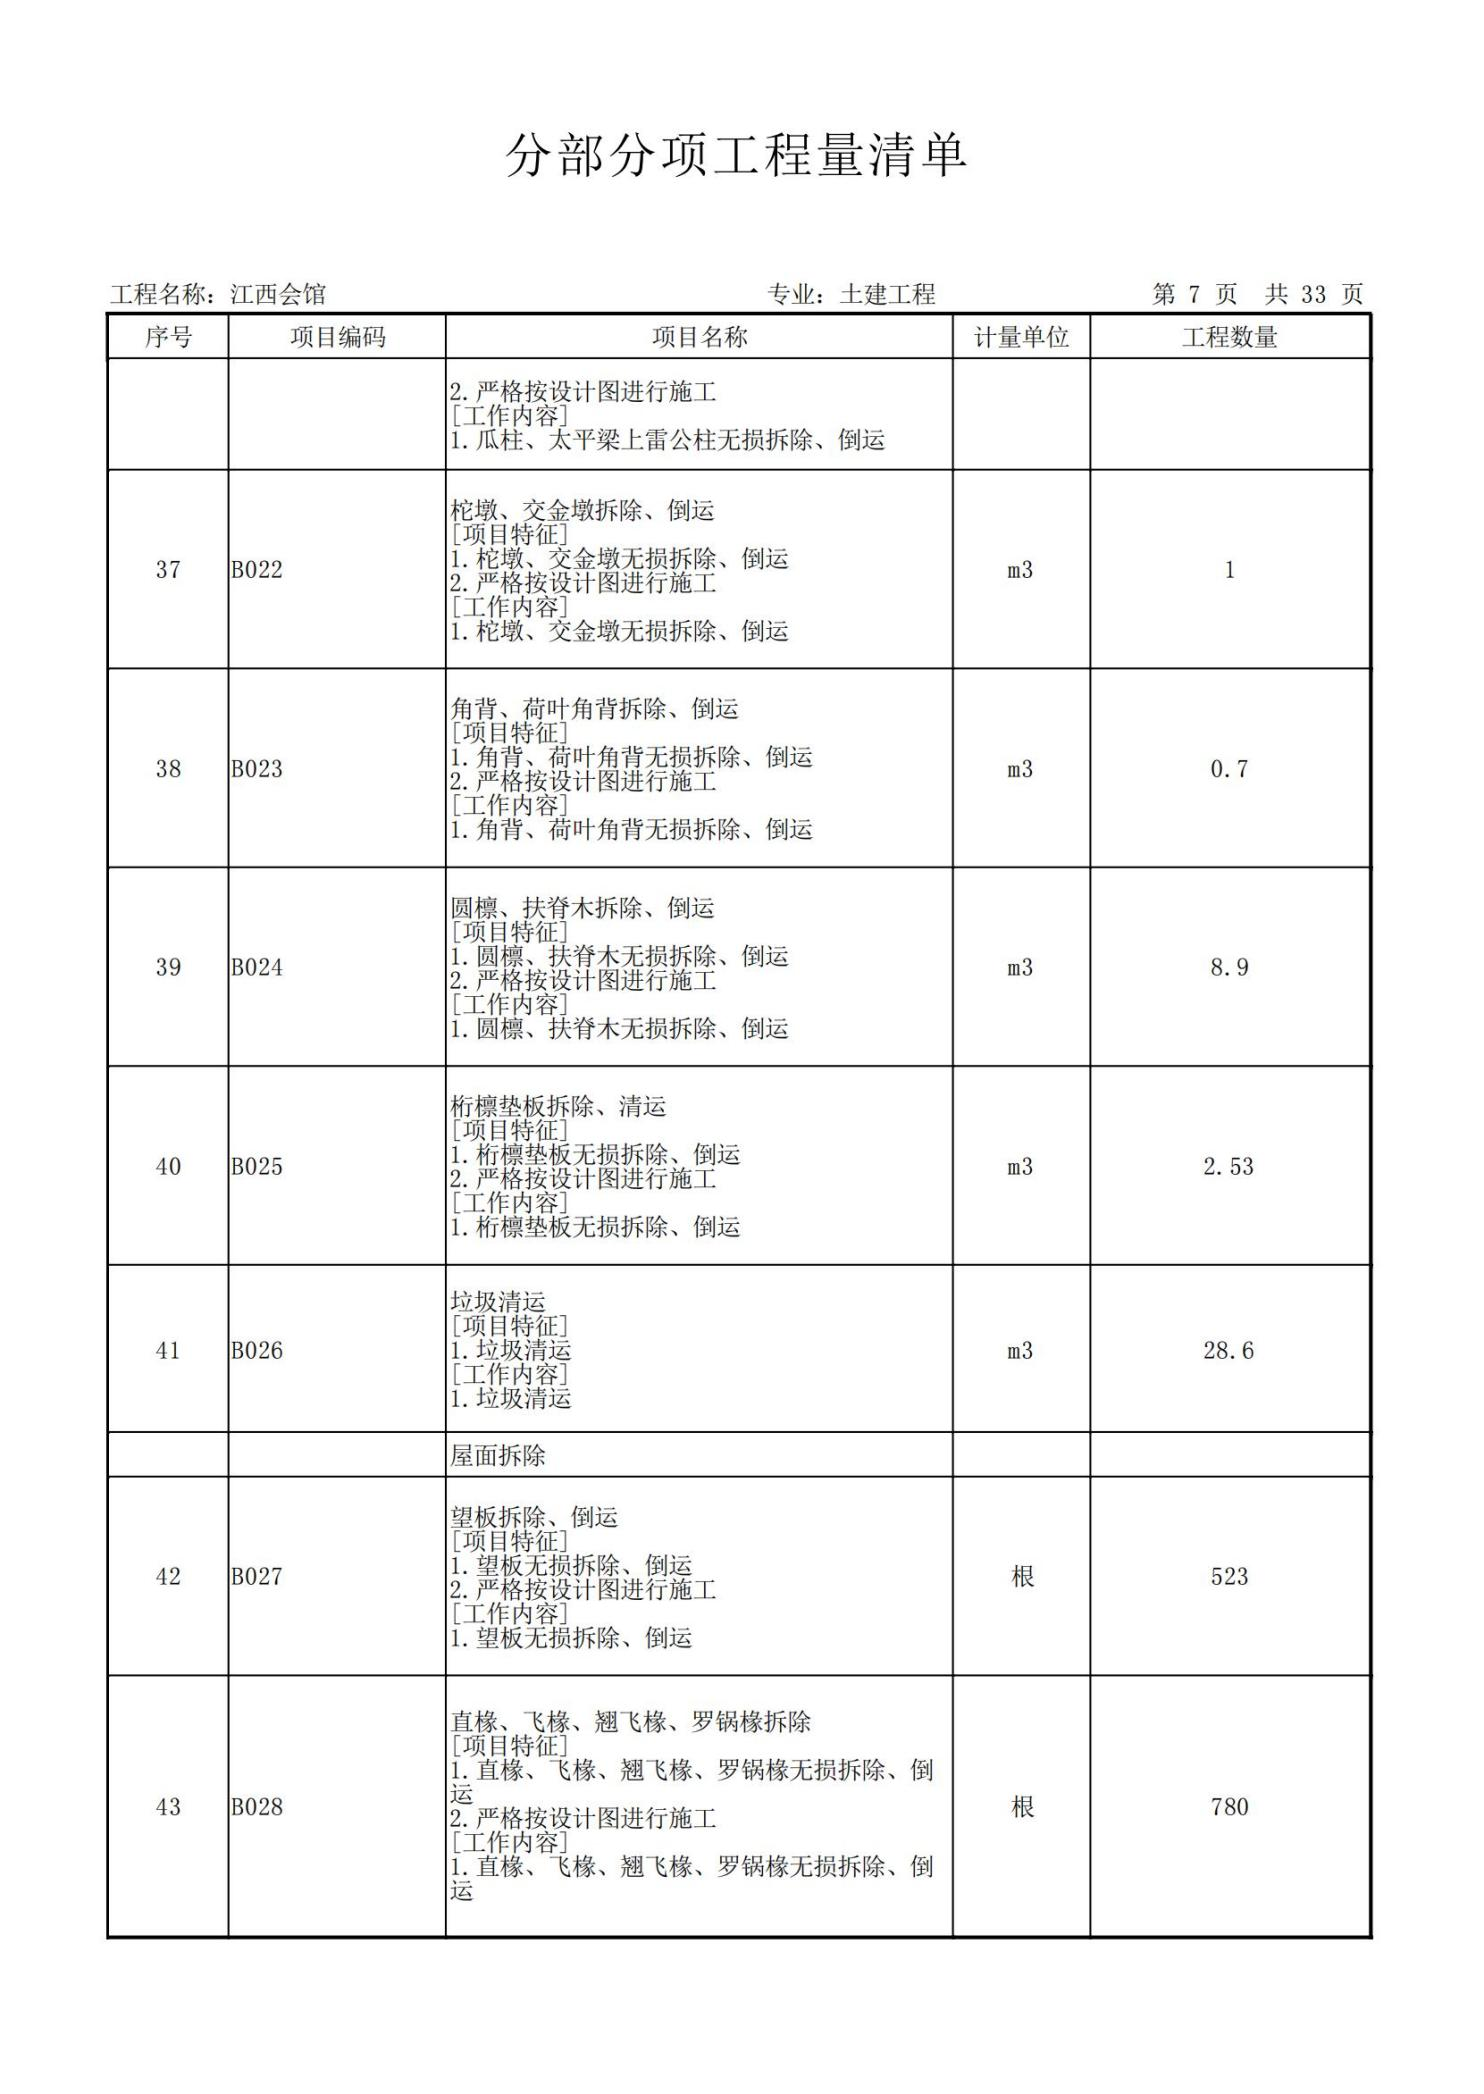 分部分项工程量清单
工程名称：江西会馆 专业：土建工程 第 7 页 共 33 页
序号 项目编码 项目名称 计量单位 工程数量
2.严格按设计图进行施工
[工作内容]
1.瓜柱、太平梁上雷公柱无损拆除、倒运
柁墩、交金墩拆除、倒运
[项目特征]
1.柁墩、交金墩无损拆除、倒运
37 B022 m3 1
2.严格按设计图进行施工
[工作内容]
1.柁墩、交金墩无损拆除、倒运
角背、荷叶角背拆除、倒运
[项目特征]
1.角背、荷叶角背无损拆除、倒运
38 B023 m3 0.7
2.严格按设计图进行施工
[工作内容]
1.角背、荷叶角背无损拆除、倒运
圆檩、扶脊木拆除、倒运
[项目特征]
1.圆檩、扶脊木无损拆除、倒运
39 B024 m3 8.9
2.严格按设计图进行施工
[工作内容]
1.圆檩、扶脊木无损拆除、倒运
桁檩垫板拆除、清运
[项目特征]
1.桁檩垫板无损拆除、倒运
40 B025 m3 2.53
2.严格按设计图进行施工
[工作内容]
1.桁檩垫板无损拆除、倒运
垃圾清运
[项目特征]
41 B026 1.垃圾清运 m3 28.6
[工作内容]
1.垃圾清运
屋面拆除
望板拆除、倒运
[项目特征]
1.望板无损拆除、倒运
42 B027 根 523
2.严格按设计图进行施工
[工作内容]
1.望板无损拆除、倒运
直椽、飞椽、翘飞椽、罗锅椽拆除
[项目特征]
1.直椽、飞椽、翘飞椽、罗锅椽无损拆除、倒
运
43 B028 根 780
2.严格按设计图进行施工
[工作内容]
1.直椽、飞椽、翘飞椽、罗锅椽无损拆除、倒
运